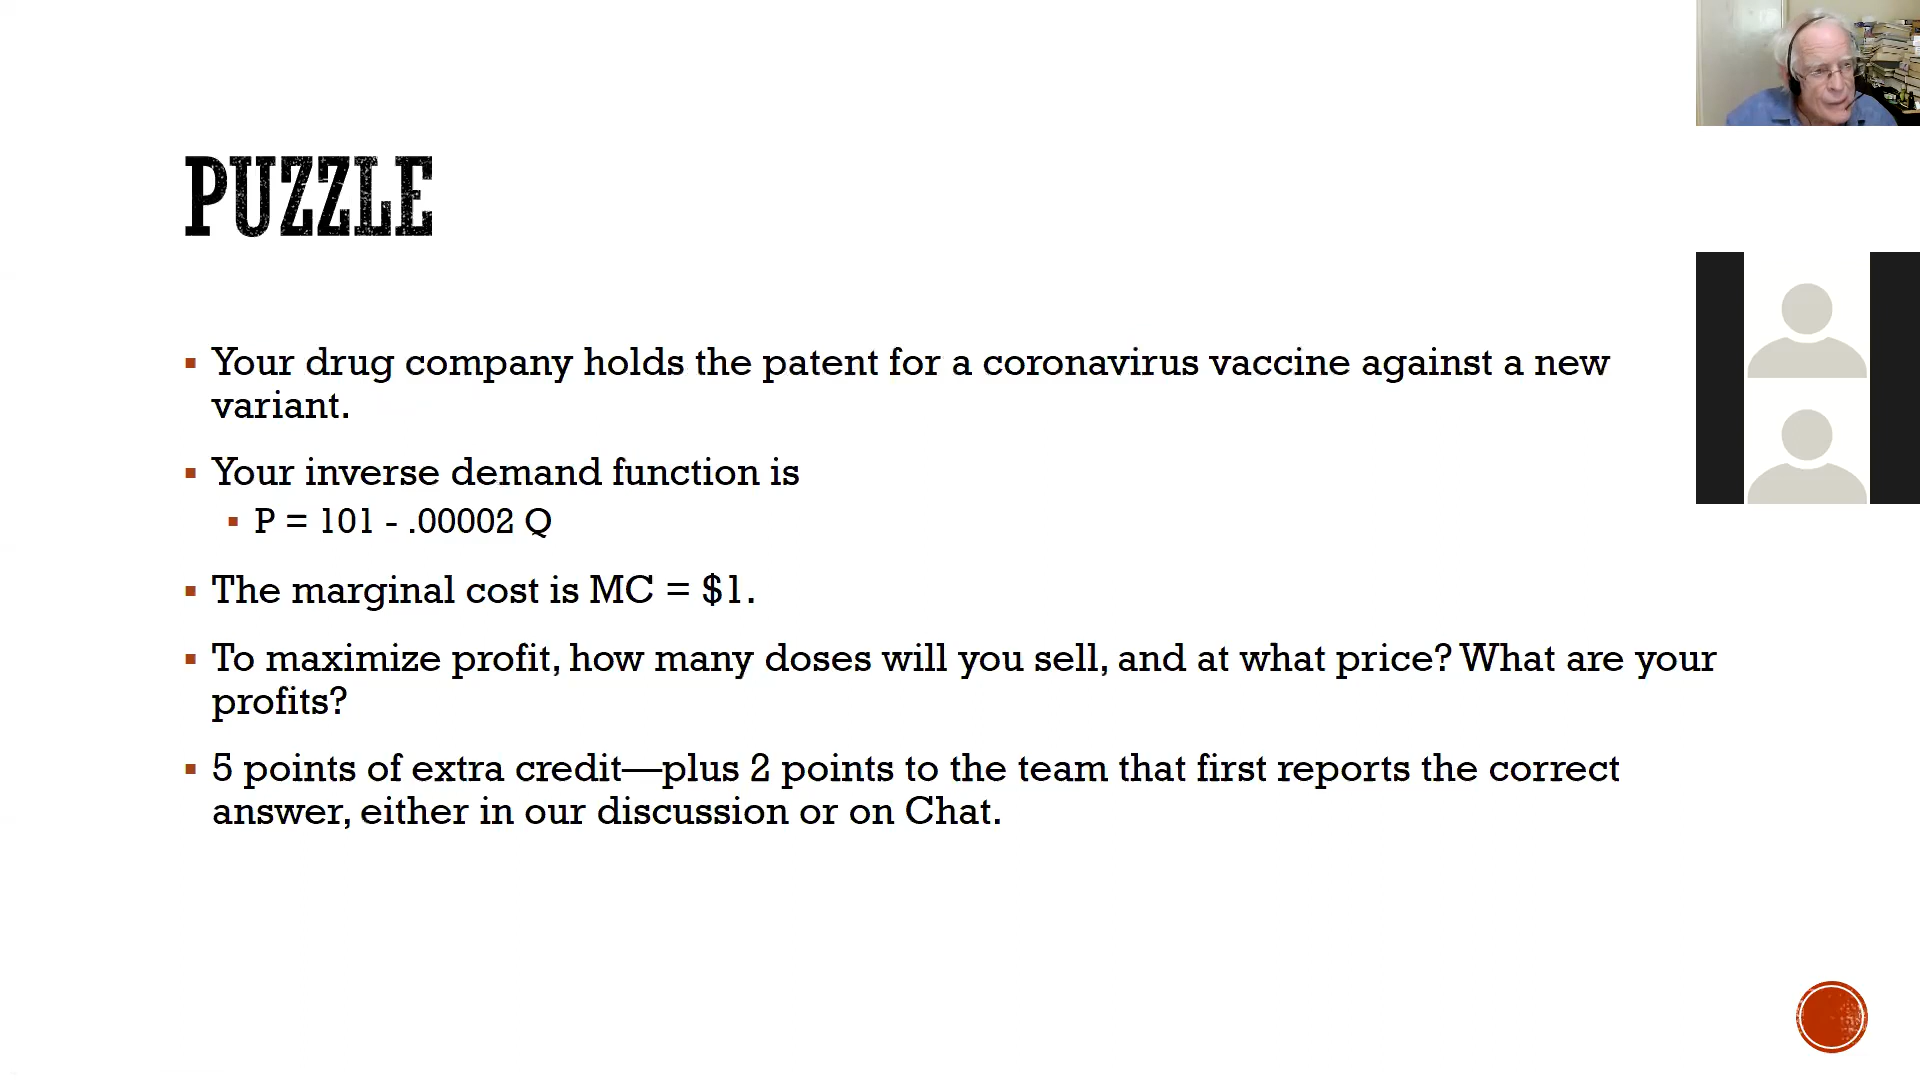 PUZZLE
Your drug company holds the patent for a coronavirus vaccine against a new
variant.
Your inverse demand function is
P = 101 - .00002 Q
The marginal cost is MC = $1.
To maximize profit, how many doses will you sell, and at what price? What are your
profits?
5 points of extra credit—plus 2 points to the team that first reports the correct
answer, either in our discussion or on Chat.